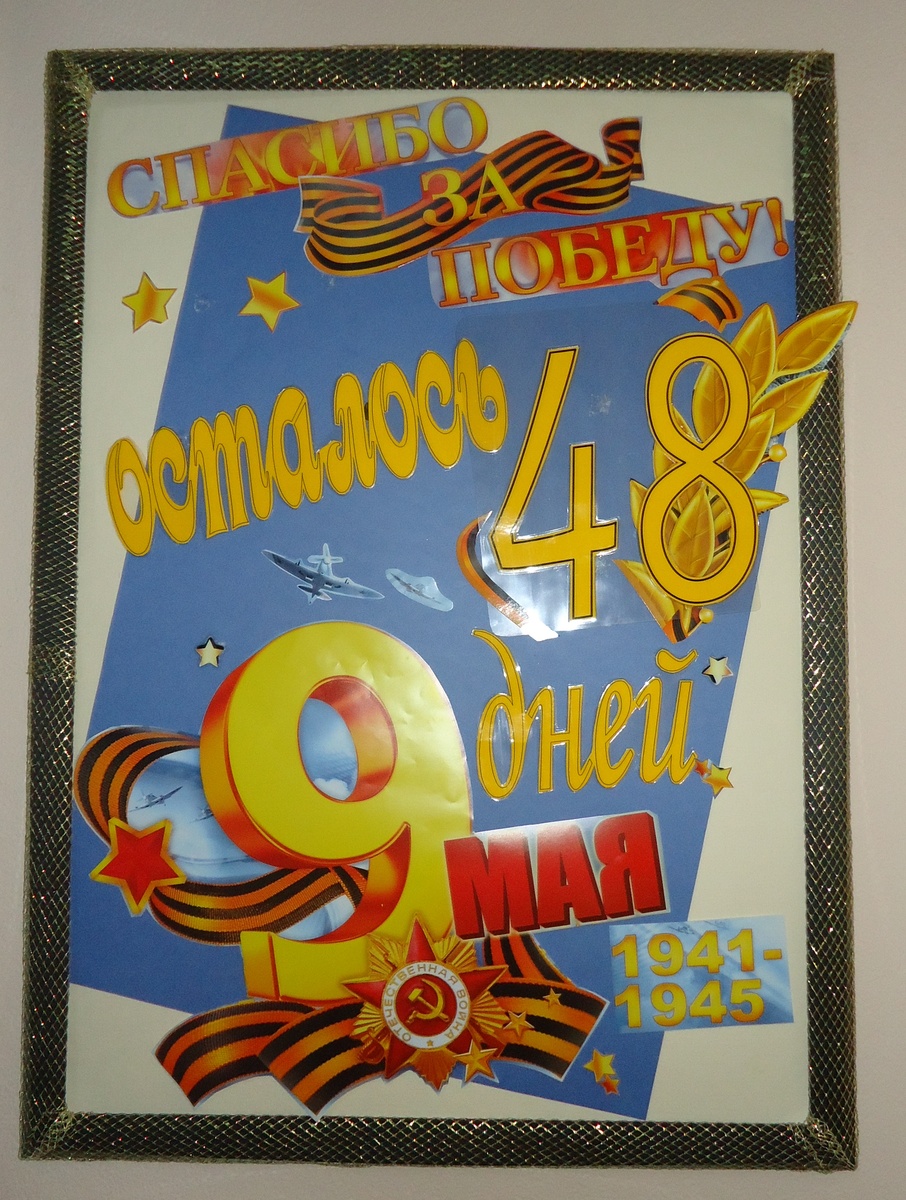 СПАСИБО
ЗА
ПОБЕДУ!
осталось 48
дней
9 МАЯ
1941-
1945
ОТЕЧЕСТВЕННАЯ ВОЙНА